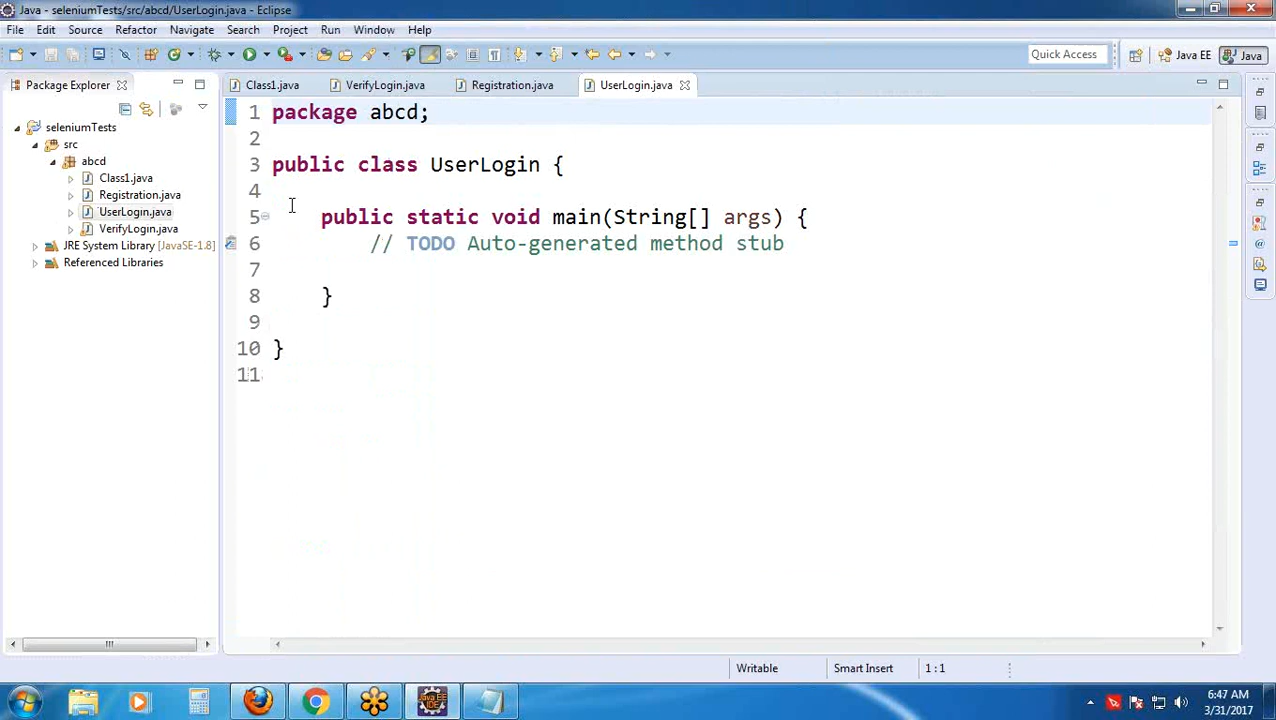 Java - seleniumTests/src/abcd/UserLogin.java - Eclipse
File Edit Source Refactor Navigate Search Project Run Window Help
Quick Access
Java EE
Java
Package Explorer
Class1.java
VerifyLogin.java
Registration.java
UserLogin.java
seleniumTests
src
abcd
Class1.java
Registration.java
UserLogin.java
VerifyLogin.java
JRE System Library [JavaSE-1.8]
Referenced Libraries
1 package abcd;
2
3 public class UserLogin {
4
5 public static void main(String[] args) {
6 // TODO Auto-generated method stub
7
8 }
9
10 }
11
Writable
Smart Insert
1 : 1
Java EE
IDE
6:47 AM
3/31/2017